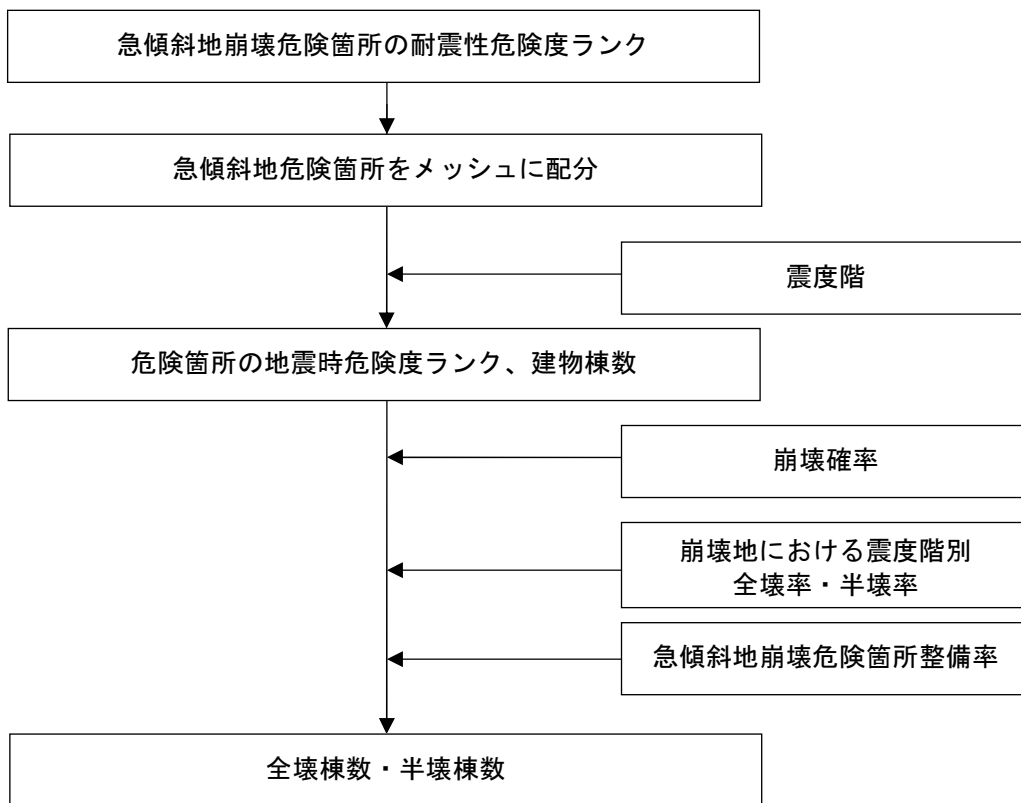 急傾斜地崩壊危険箇所の耐震性危険度ランク
急傾斜地危険箇所をメッシュに配分
震度階
危険箇所の地震時危険度ランク、建物棟数
崩壊確率
崩壊地における震度階別
全壊率・半壊率
急傾斜地崩壊危険箇所整備率
全壊棟数・半壊棟数